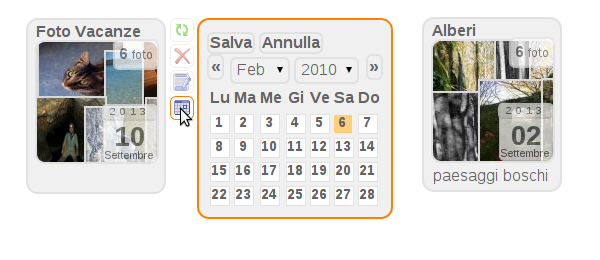 Foto Vacanze
6 foto
2013
10
Settembre
Salva Annulla
« Feb 2010 »
Lu Ma Me Gi Ve Sa Do
1 2 3 4 5 6 7
8 9 10 11 12 13 14
15 16 17 18 19 20 21
22 23 24 25 26 27 28
Alberi
6 foto
2013
02
Settembre
paesaggi boschi